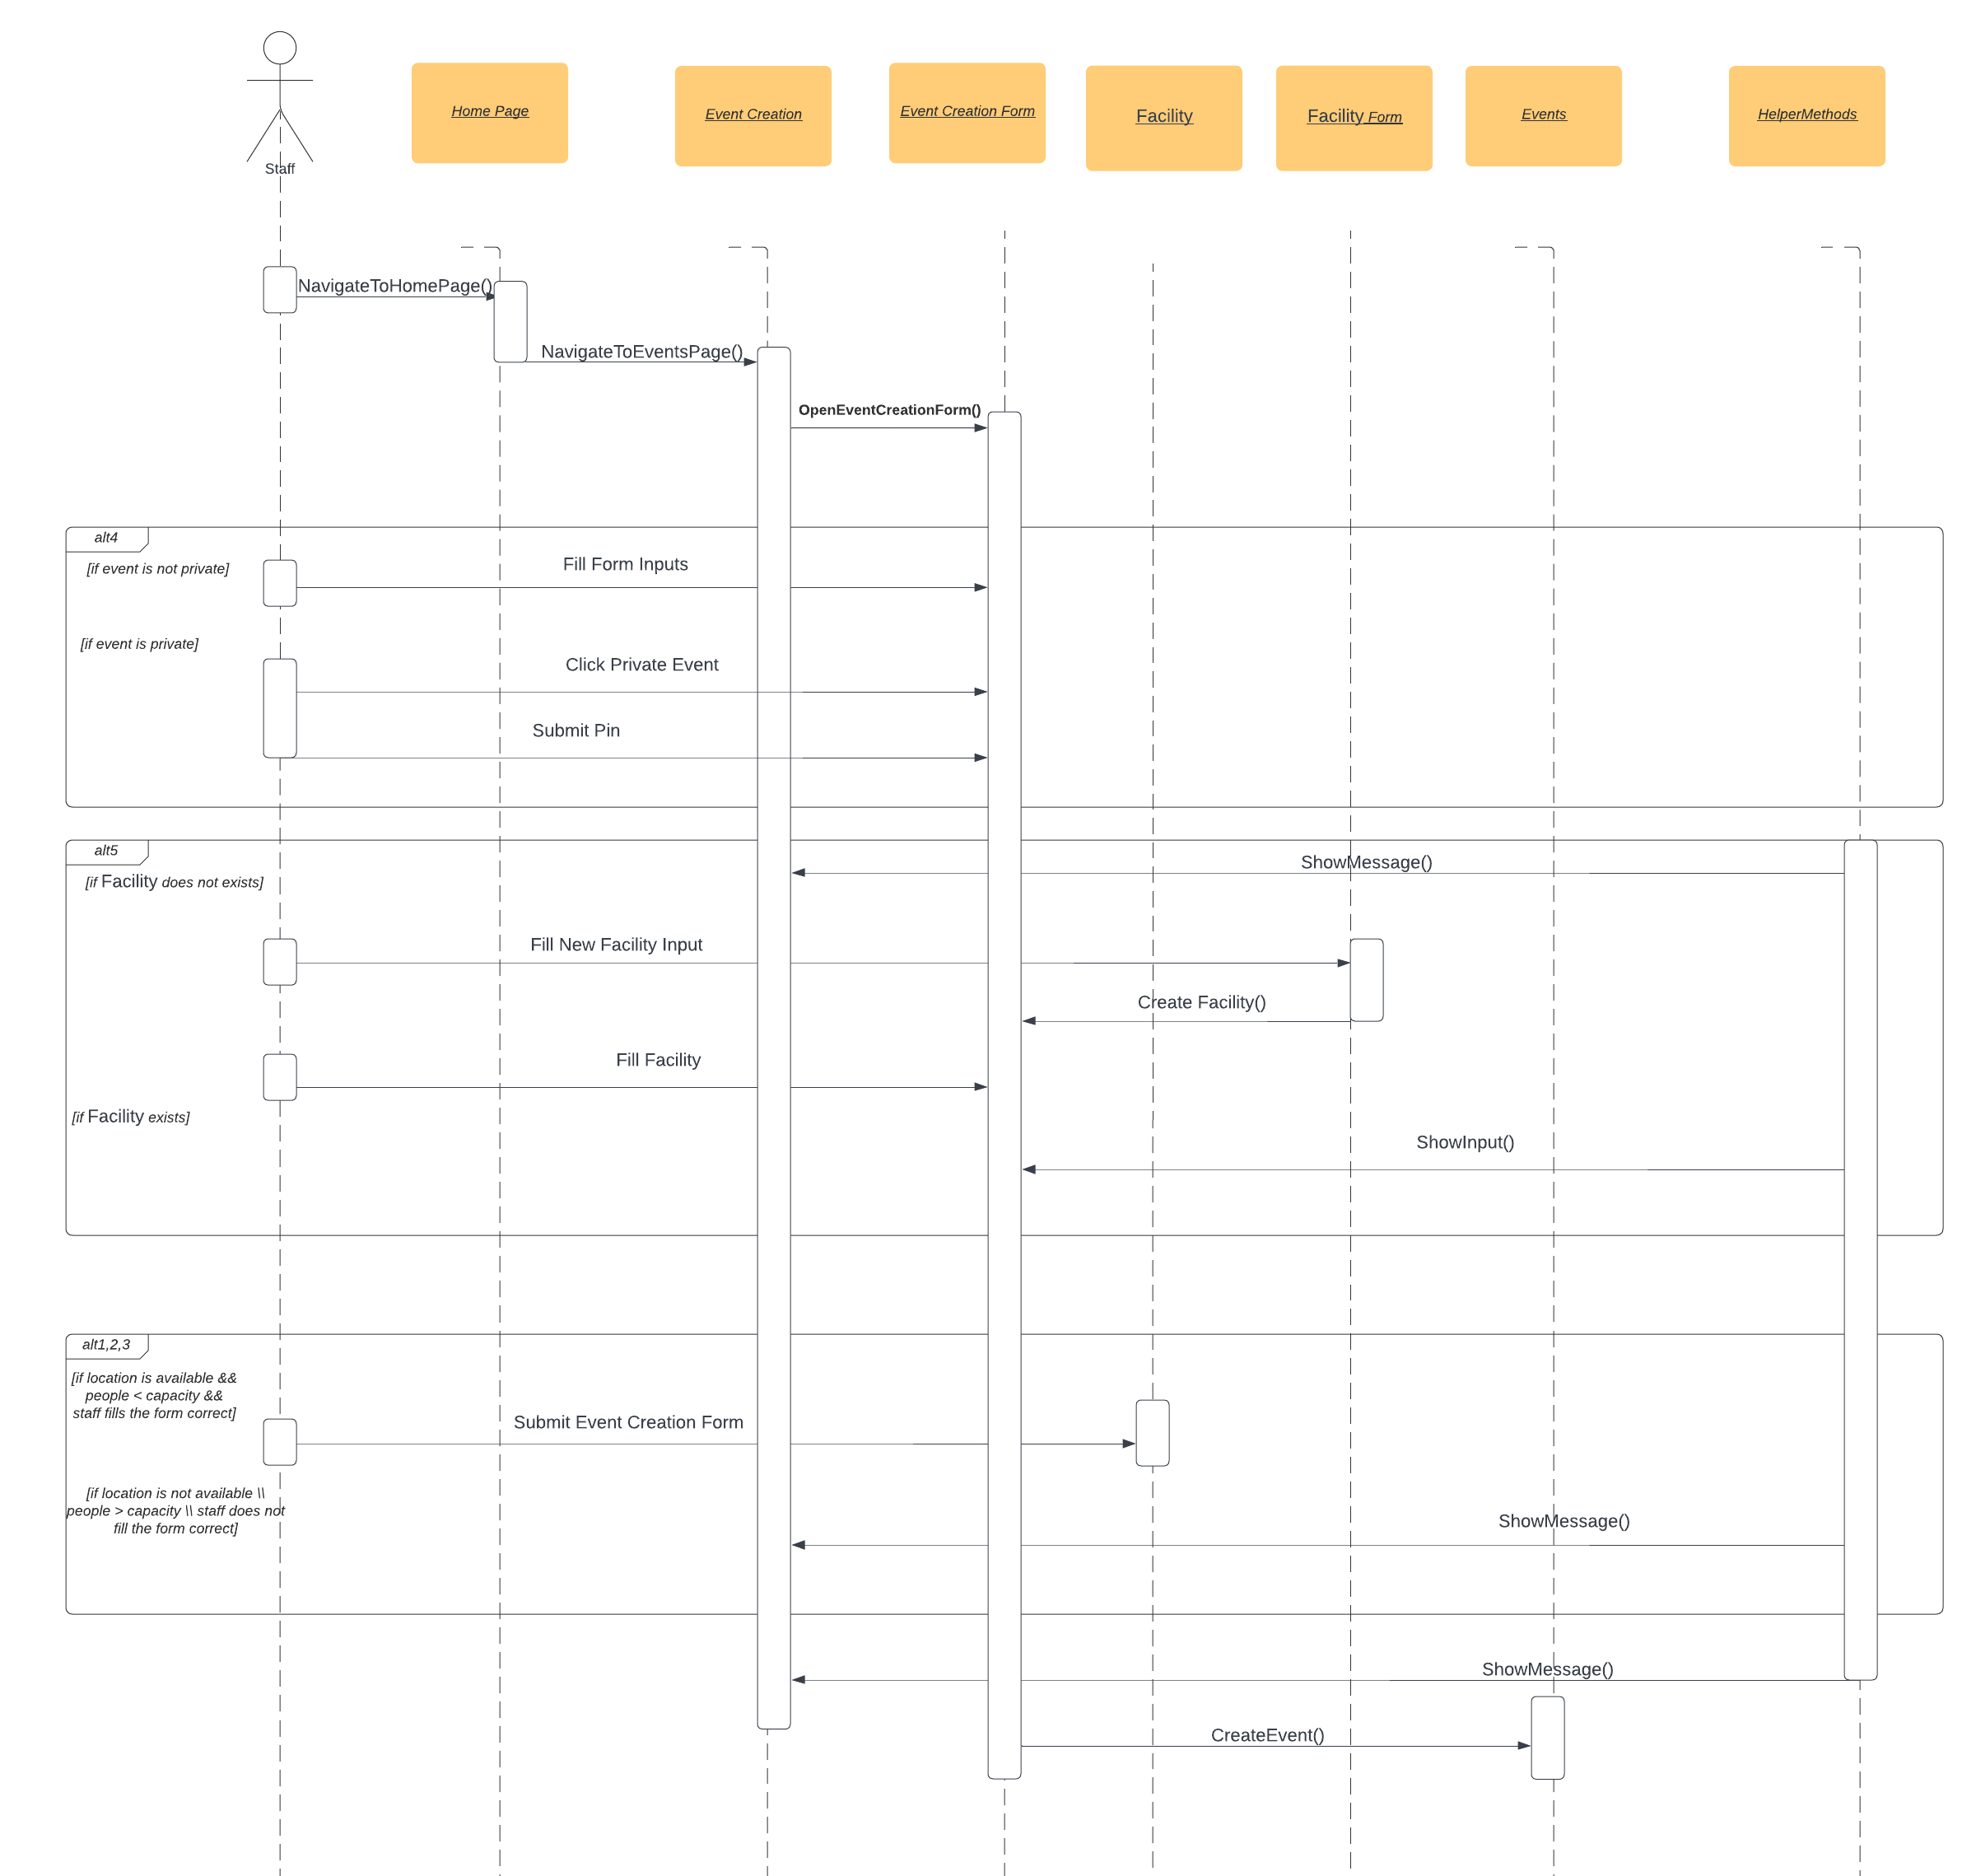 Staff
Home Page
Event Creation
Event Creation Form
Facility
Facility Form
Events
HelperMethods
NavigateToHomePage()
NavigateToEventsPage()
OpenEventCreationForm()
alt4
[if event is not private]
Fill Form Inputs
[if event is private]
Click Private Event
Submit Pin
alt5
ShowMessage()
[if Facility does not exists]
Fill New Facility Input
Create Facility()
Fill Facility
[if Facility exists]
ShowInput()
alt1,2,3
[if location is available &&
people < capacity &&
staff fills the form correct]
Submit Event Creation Form
[if location is not available \\
people > capacity \\ staff does not
fill the form correct]
ShowMessage()
ShowMessage()
CreateEvent()